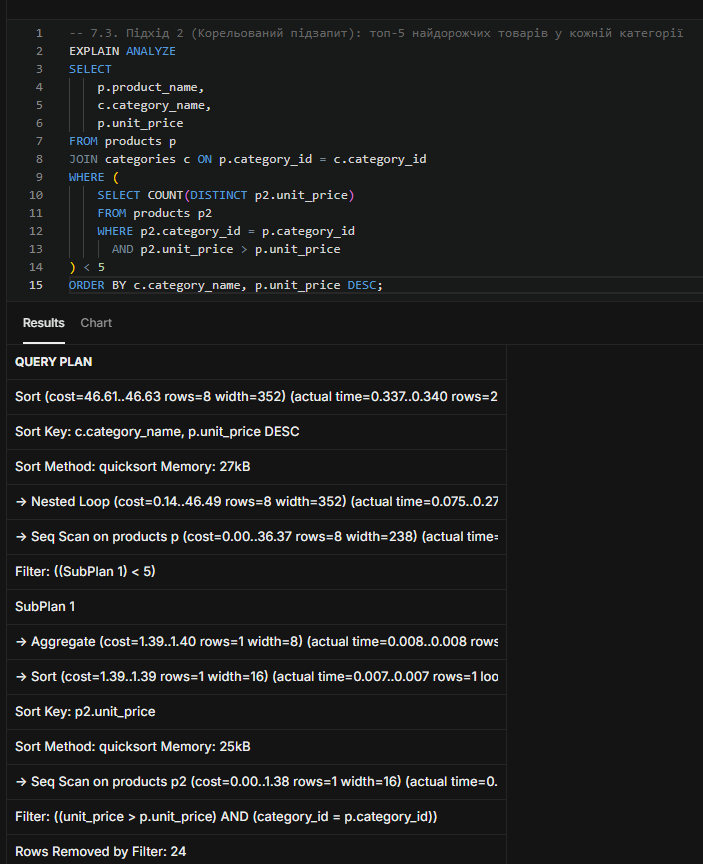 1 -- 7.3. Підхід 2 (Корельований підзапит): топ-5 найдорожчих товарів у кожній категорії
2 EXPLAIN ANALYZE
3 SELECT
4 p.product_name,
5 c.category_name,
6 p.unit_price
7 FROM products p
8 JOIN categories c ON p.category_id = c.category_id
9 WHERE (
10 SELECT COUNT(DISTINCT p2.unit_price)
11 FROM products p2
12 WHERE p2.category_id = p.category_id
13 AND p2.unit_price > p.unit_price
14 ) < 5
15 ORDER BY c.category_name, p.unit_price DESC;
Results Chart
QUERY PLAN
Sort (cost=46.61..46.63 rows=8 width=352) (actual time=0.337..0.340 rows=2
Sort Key: c.category_name, p.unit_price DESC
Sort Method: quicksort Memory: 27kB
→ Nested Loop (cost=0.14..46.49 rows=8 width=352) (actual time=0.075..0.27
→ Seq Scan on products p (cost=0.00..36.37 rows=8 width=238) (actual time=
Filter: ((SubPlan 1) < 5)
SubPlan 1
→ Aggregate (cost=1.39..1.40 rows=1 width=8) (actual time=0.008..0.008 rows
→ Sort (cost=1.39..1.39 rows=1 width=16) (actual time=0.007..0.007 rows=1 loo
Sort Key: p2.unit_price
Sort Method: quicksort Memory: 25kB
→ Seq Scan on products p2 (cost=0.00..1.38 rows=1 width=16) (actual time=0.
Filter: ((unit_price > p.unit_price) AND (category_id = p.category_id))
Rows Removed by Filter: 24